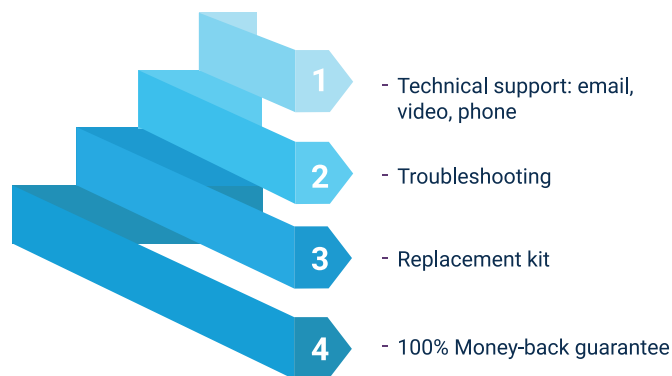 1
- Technical support: email,
video, phone
2
- Troubleshooting
3
- Replacement kit
4
- 100% Money-back guarantee